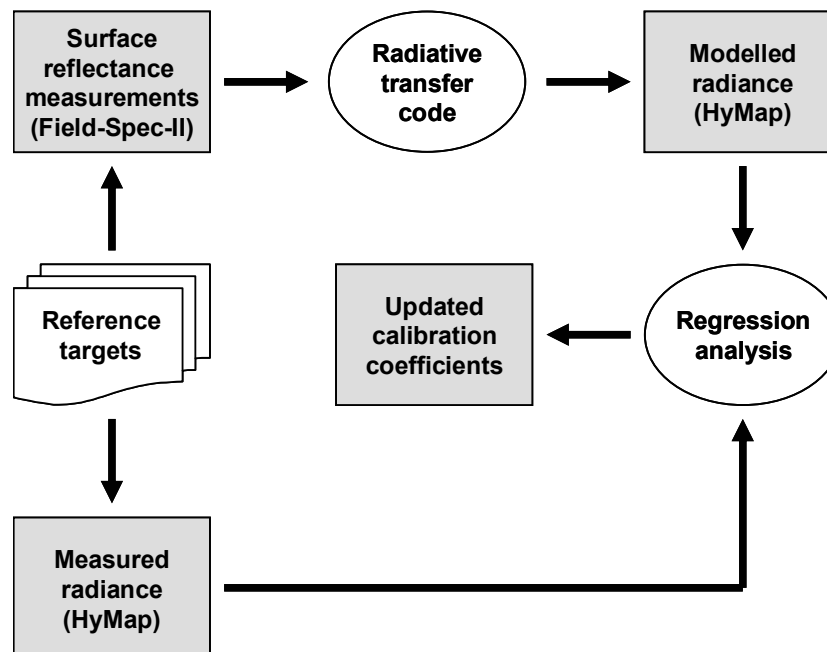 Surface
reflectance
measurements
(Field-Spec-II)
Radiative
transfer
code
Modelled
radiance
(HyMap)
Reference
targets
Updated
calibration
coefficients
Regression
analysis
Measured
radiance
(HyMap)